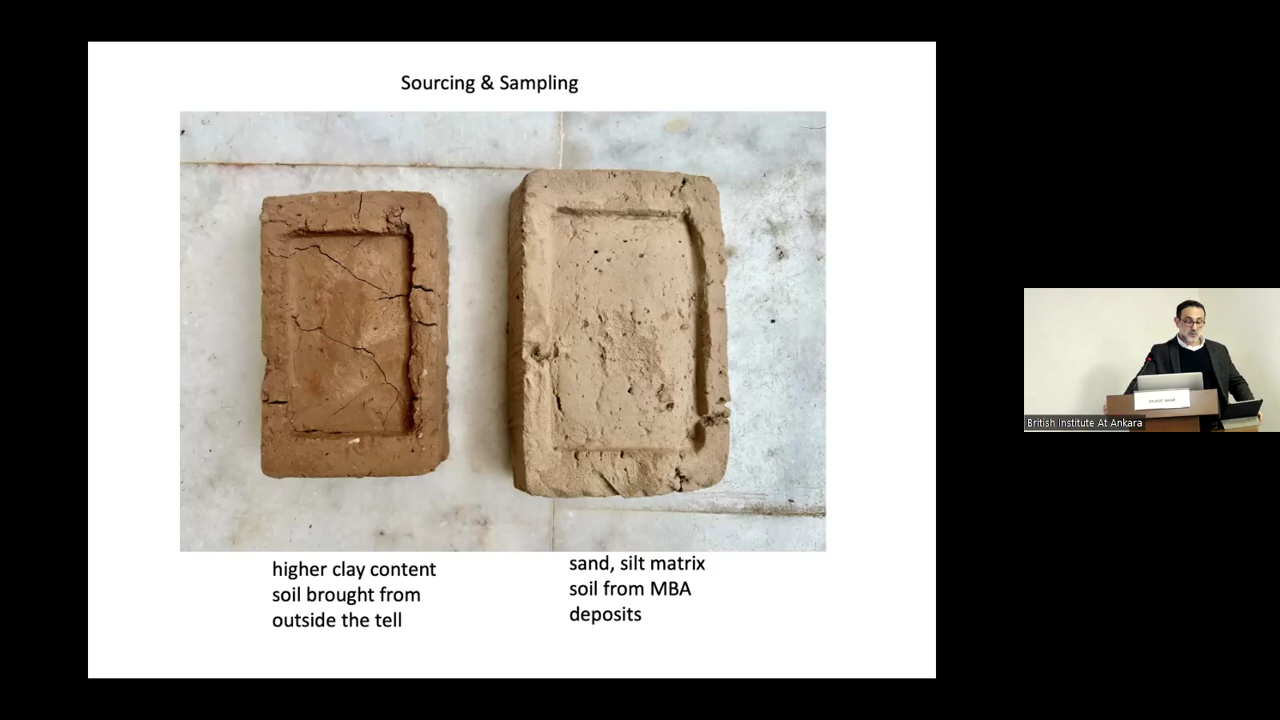 Sourcing & Sampling
higher clay content
soil brought from
outside the tell
sand, silt matrix
soil from MBA
deposits
British Institute At Ankara